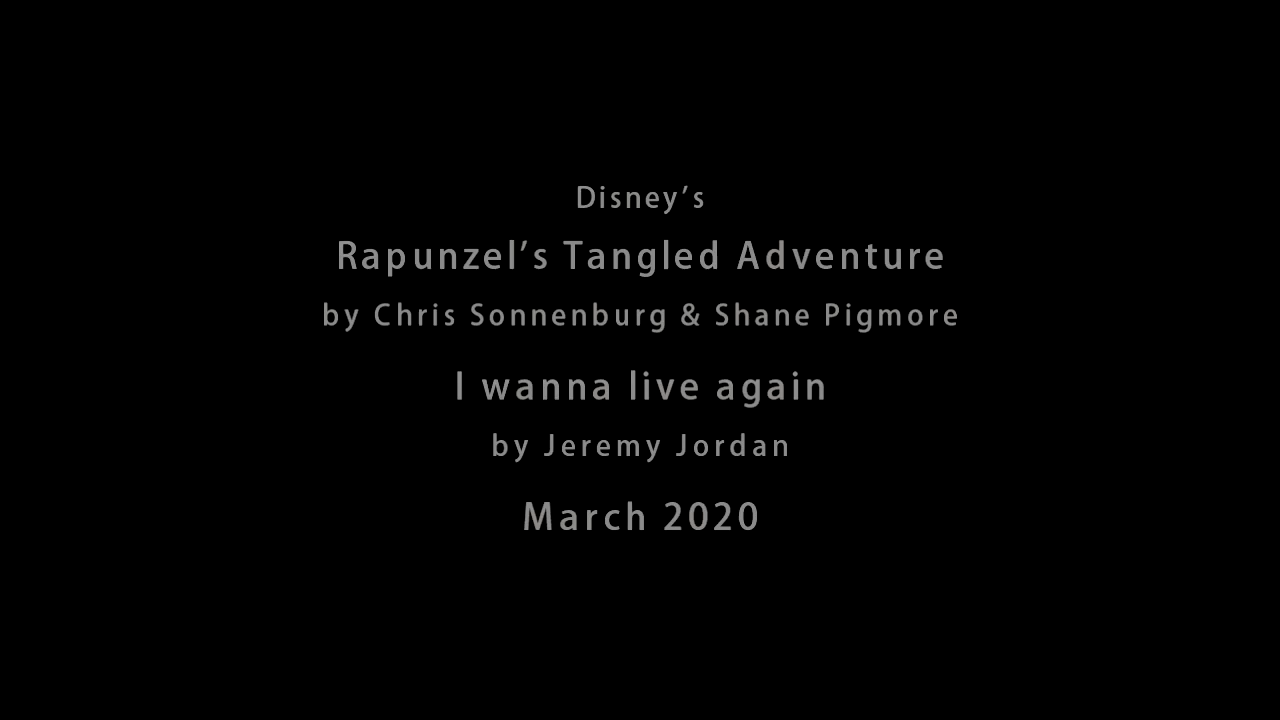 Disney’s
Rapunzel’s Tangled Adventure
by Chris Sonnenburg & Shane Pigmore
I wanna live again
by Jeremy Jordan
March 2020